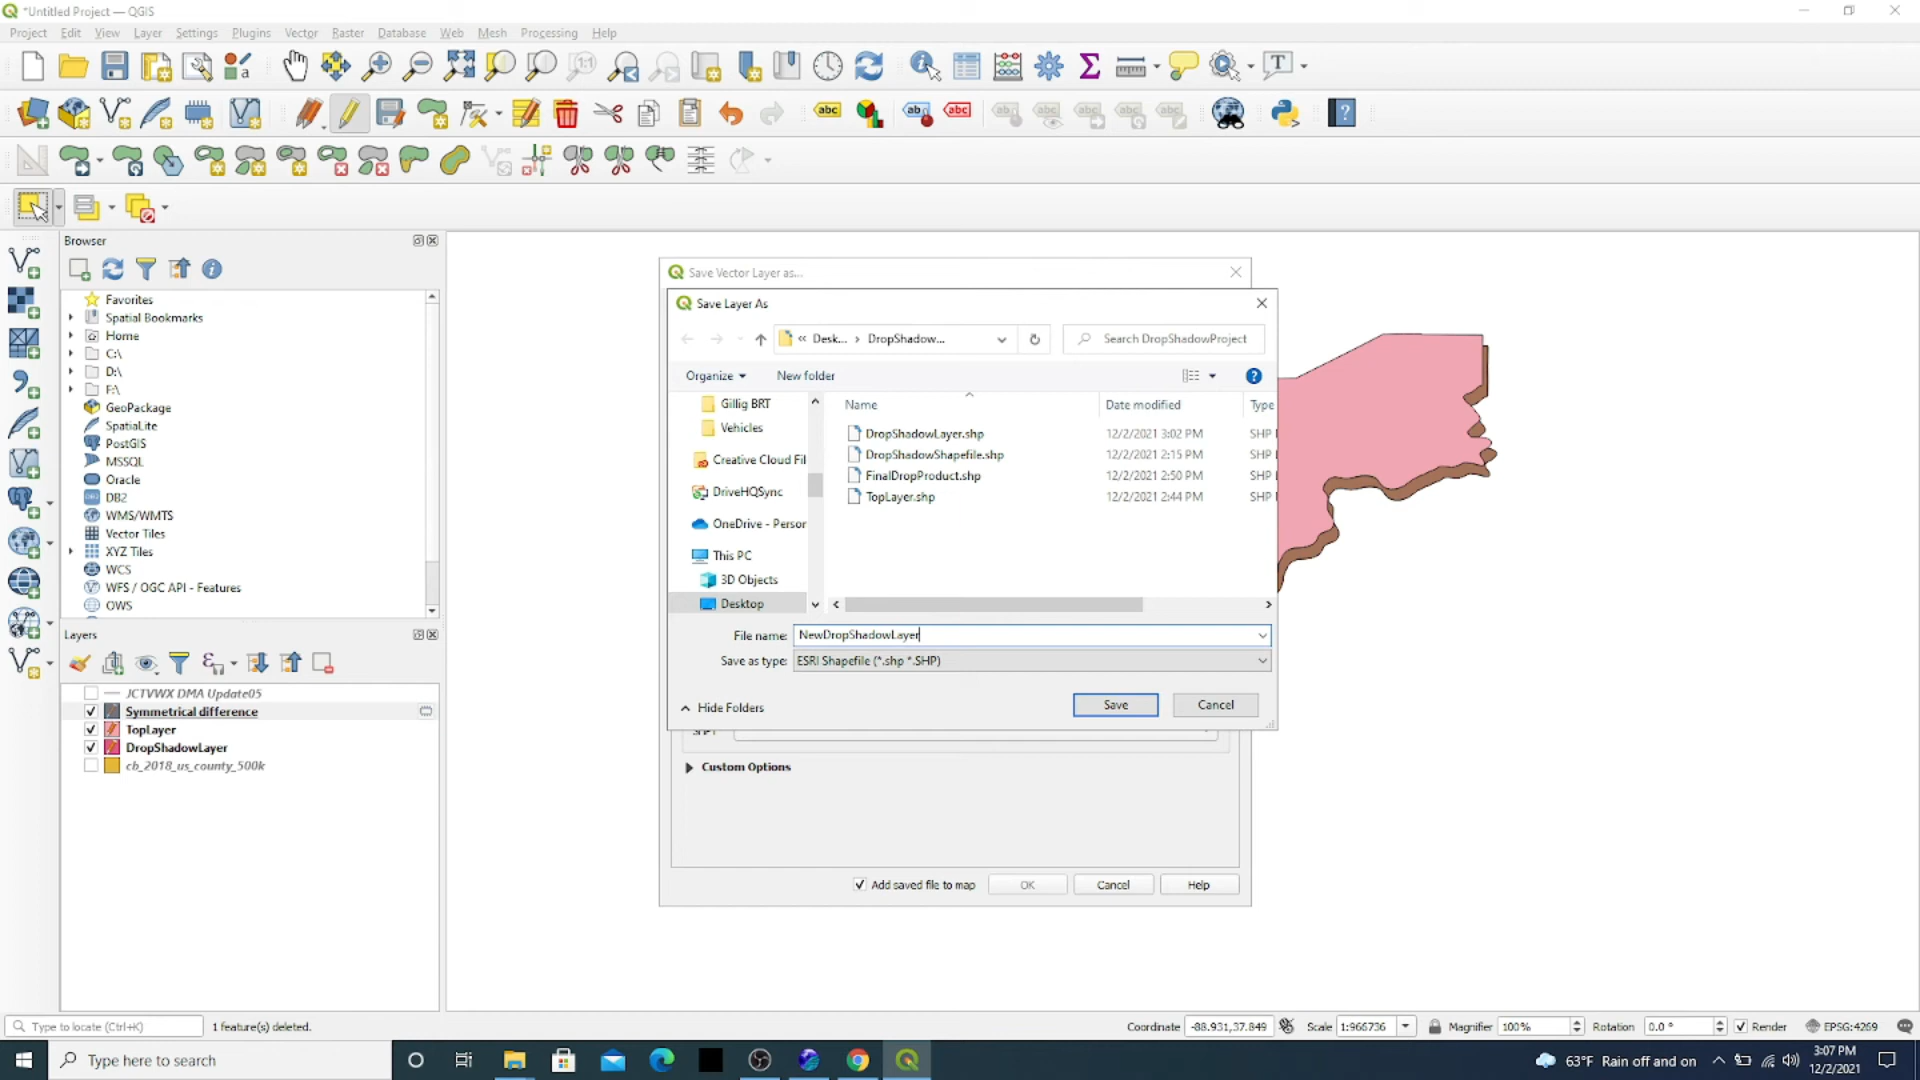 *Untitled Project — QGIS
Project Edit View Layer Settings Plugins Vector Raster Database Web Mesh Processing Help
1:1
T
abc abc abc
Browser
Favorites
Spatial Bookmarks
Home
C:\
D:\
F:\
GeoPackage
SpatiaLite
PostGIS
MSSQL
Oracle
DB2
WMS/WMTS
Vector Tiles
XYZ Tiles
WCS
WFS / OGC API - Features
OWS
Layers
JCTVWX DMA Update05
Symmetrical difference
TopLayer
DropShadowLayer
cb_2018_us_county_500k
Save Vector Layer as...
Save Layer As
« Desk... › DropShadow...
Search DropShadowProject
Organize New folder
Gillig BRT
Vehicles
Creative Cloud Fil
DriveHQSync
OneDrive - Person
This PC
3D Objects
Desktop
Name Date modified Type
DropShadowLayer.shp 12/2/2021 3:02 PM SHP
DropShadowShapefile.shp 12/2/2021 2:15 PM SHP
FinalDropProduct.shp 12/2/2021 2:50 PM SHP
TopLayer.shp 12/2/2021 2:44 PM SHP
File name: NewDropShadowLayer
Save as type: ESRI Shapefile (*.shp *.SHP)
Hide Folders Save Cancel
SHPT
Custom Options
Add saved file to map OK Cancel Help
Type to locate (Ctrl+K) 1 feature(s) deleted. Coordinate -88.931,37.849 Scale 1:966736 Magnifier 100% Rotation 0.0 ° Render EPSG:4269
Type here to search 63°F Rain off and on 3:07 PM
12/2/2021